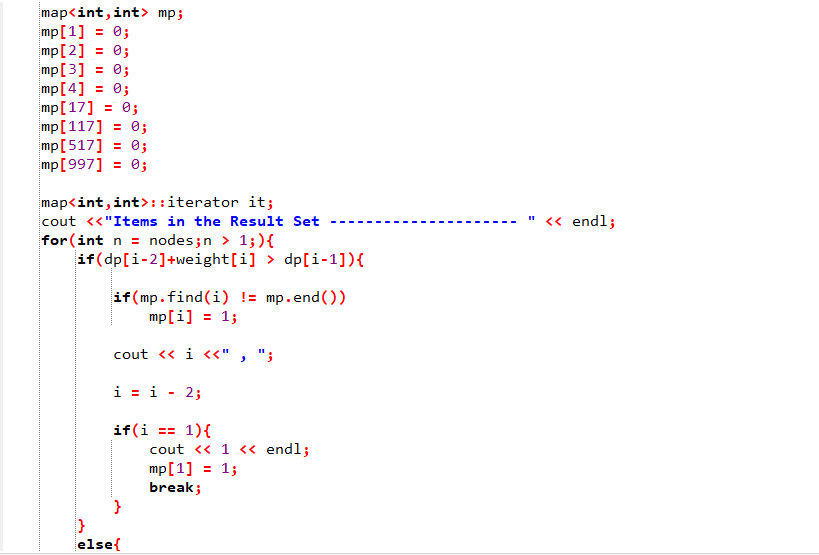 map<int,int> mp;
mp[1] = 0;
mp[2] = 0;
mp[3] = 0;
mp[4] = 0;
mp[17] = 0;
mp[117] = 0;
mp[517] = 0;
mp[997] = 0;
map<int,int>::iterator it;
cout <<"Items in the Result Set --------------------- " << endl;
for(int n = nodes;n > 1;){
if(dp[i-2]+weight[i] > dp[i-1]){
if(mp.find(i) != mp.end())
mp[i] = 1;
cout << i <<" , ";
i = i - 2;
if(i == 1){
cout << 1 << endl;
mp[1] = 1;
break;
}
}
else{